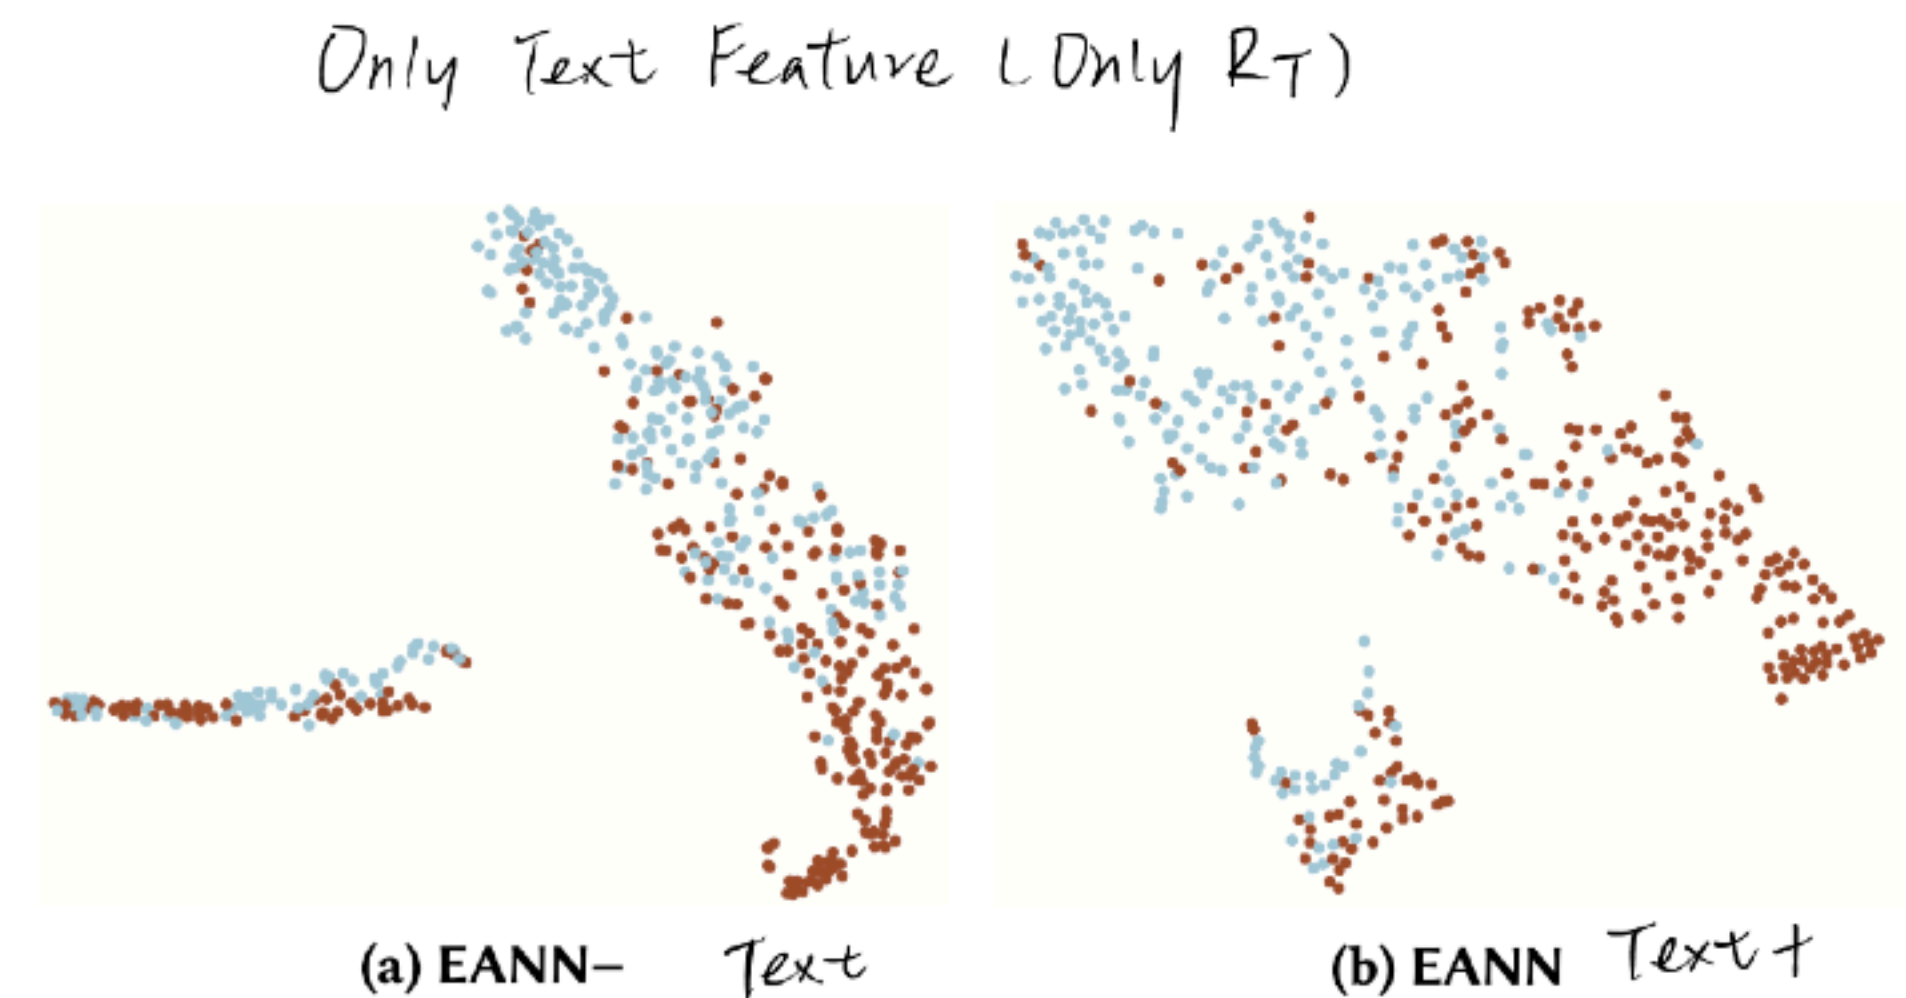 Only Text Feature (Only RT)
(a) EANN− Text
(b) EANN Text+